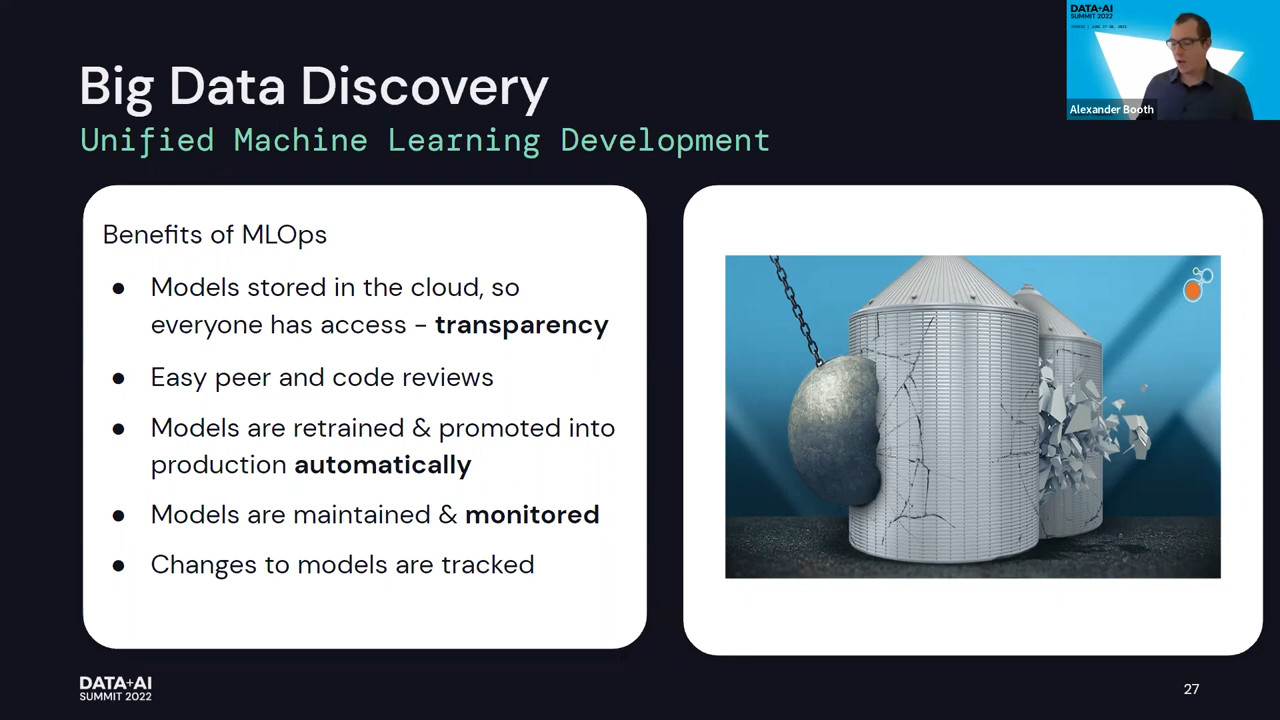 Big Data Discovery
Unified Machine Learning Development
DATA+AI
SUMMIT 2022
Alexander Booth
Benefits of MLOps
● Models stored in the cloud, so
everyone has access - transparency
● Easy peer and code reviews
● Models are retrained & promoted into
production automatically
● Models are maintained & monitored
● Changes to models are tracked
DATA+AI
SUMMIT 2022
27